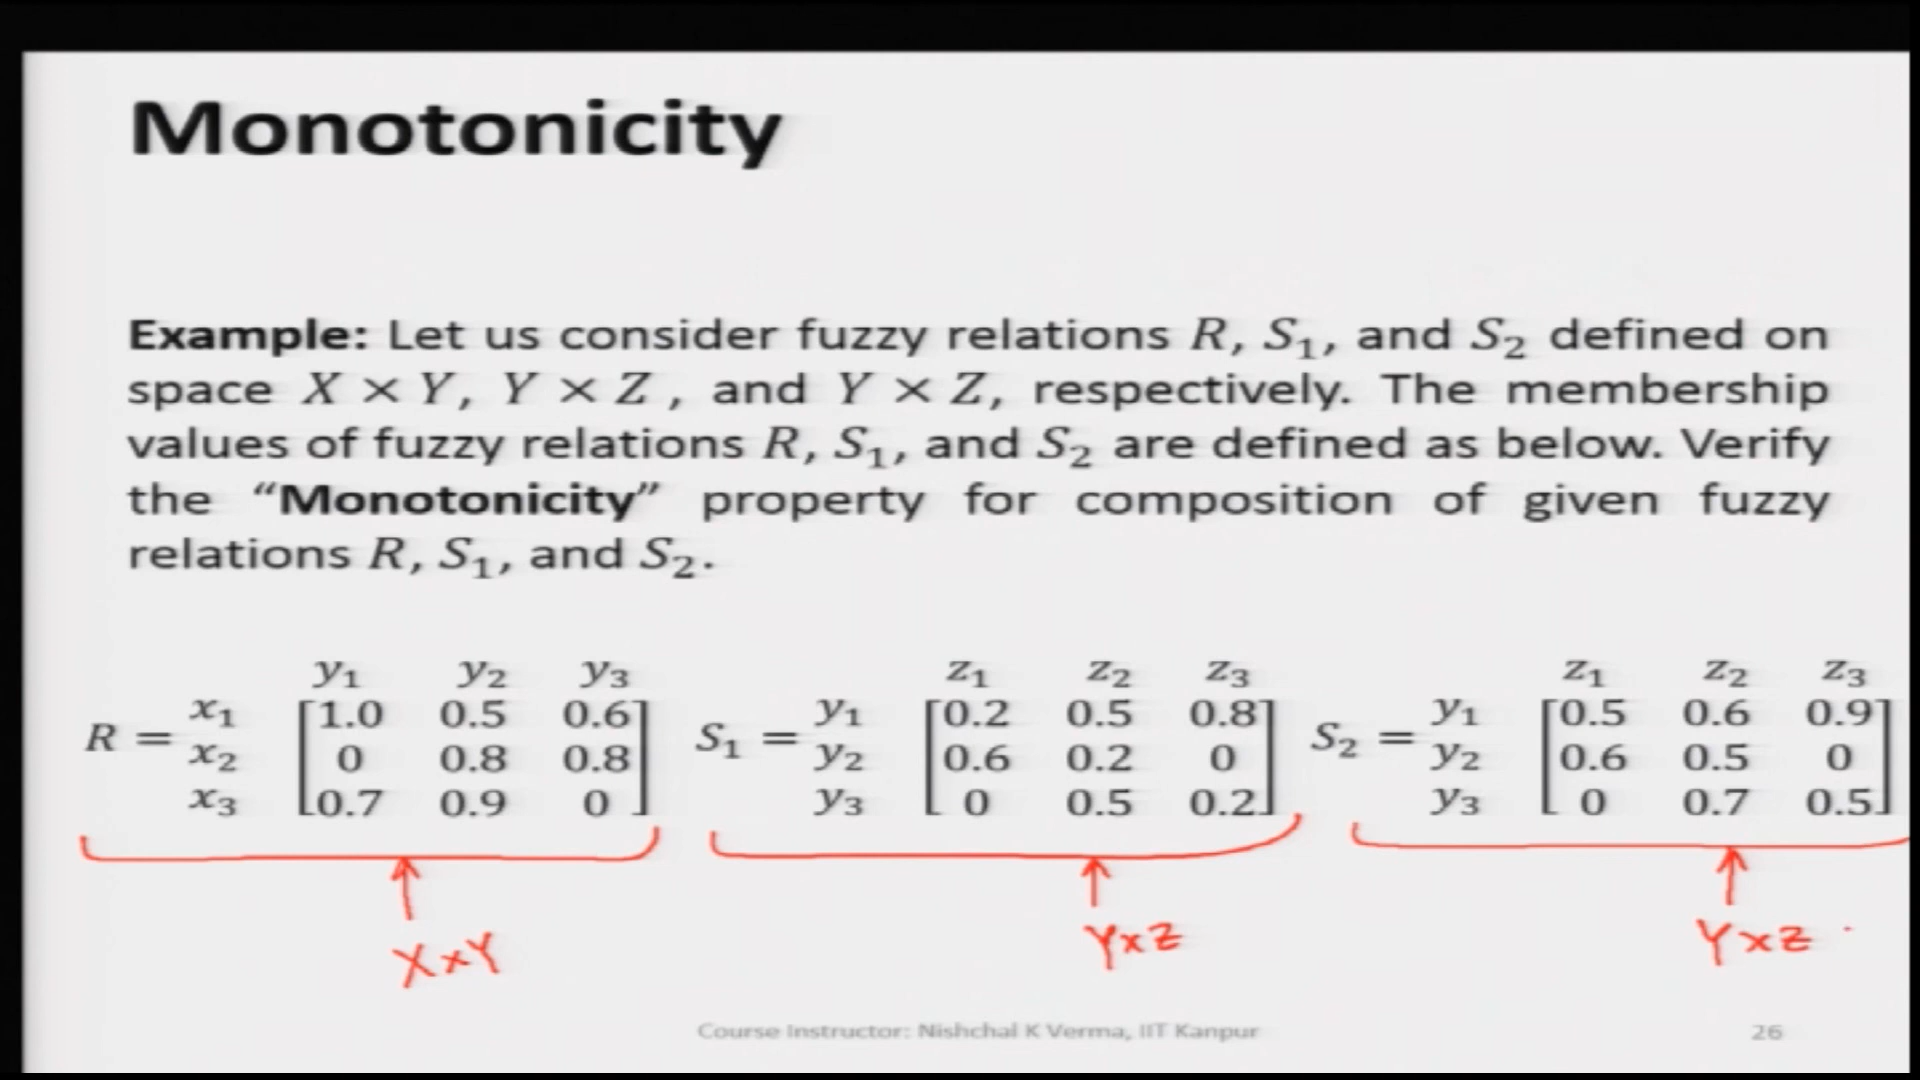 Monotonicity
Example: Let us consider fuzzy relations R, S₁, and S₂ defined on
space X × Y, Y × Z , and Y × Z, respectively. The membership
values of fuzzy relations R, S₁, and S₂ are defined as below. Verify
the “Monotonicity” property for composition of given fuzzy
relations R, S₁, and S₂.
y₁ y₂ y₃ z₁ z₂ z₃ z₁ z₂ z₃
R = x₁ [1.0 0.5 0.6] S₁ = y₁ [0.2 0.5 0.8] S₂ = y₁ [0.5 0.6 0.9]
x₂ 0 0.8 0.8 y₂ 0.6 0.2 0 y₂ 0.6 0.5 0
x₃ 0.7 0.9 0 y₃ 0 0.5 0.2 y₃ 0 0.7 0.5
X×Y Y×Z Y×Z
Course Instructor: Nishchal K Verma, IIT Kanpur 26